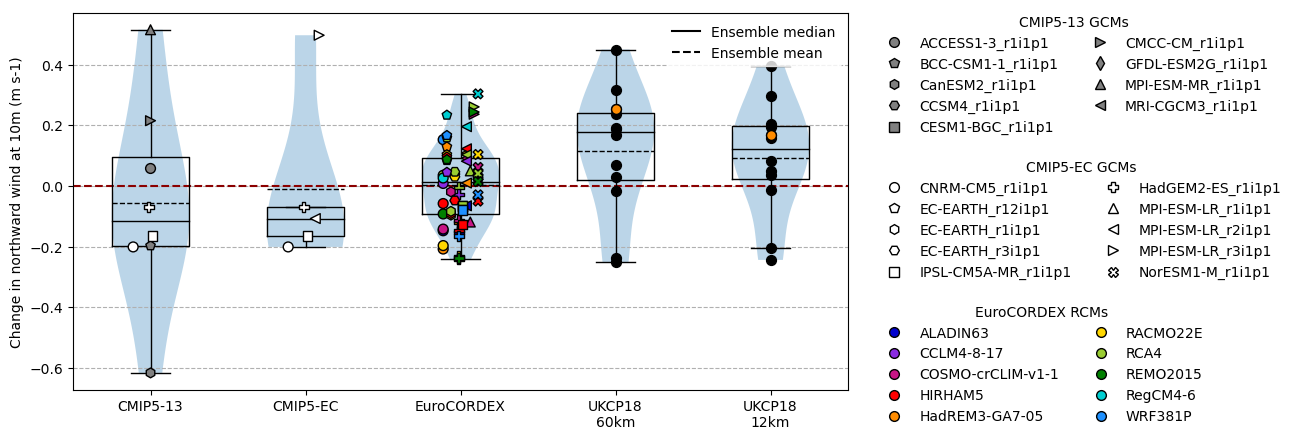 Change in northward wind at 10m (m s-1)
0.4
0.2
0.0
−0.2
−0.4
−0.6
Ensemble median
Ensemble mean
CMIP5-13
CMIP5-EC
EuroCORDEX
UKCP18
60km
UKCP18
12km
CMIP5-13 GCMs
ACCESS1-3_r1i1p1
BCC-CSM1-1_r1i1p1
CanESM2_r1i1p1
CCSM4_r1i1p1
CESM1-BGC_r1i1p1
CMCC-CM_r1i1p1
GFDL-ESM2G_r1i1p1
MPI-ESM-MR_r1i1p1
MRI-CGCM3_r1i1p1
CMIP5-EC GCMs
CNRM-CM5_r1i1p1
EC-EARTH_r12i1p1
EC-EARTH_r1i1p1
EC-EARTH_r3i1p1
IPSL-CM5A-MR_r1i1p1
HadGEM2-ES_r1i1p1
MPI-ESM-LR_r1i1p1
MPI-ESM-LR_r2i1p1
MPI-ESM-LR_r3i1p1
NorESM1-M_r1i1p1
EuroCORDEX RCMs
ALADIN63
CCLM4-8-17
COSMO-crCLIM-v1-1
HIRHAM5
HadREM3-GA7-05
RACMO22E
RCA4
REMO2015
RegCM4-6
WRF381P